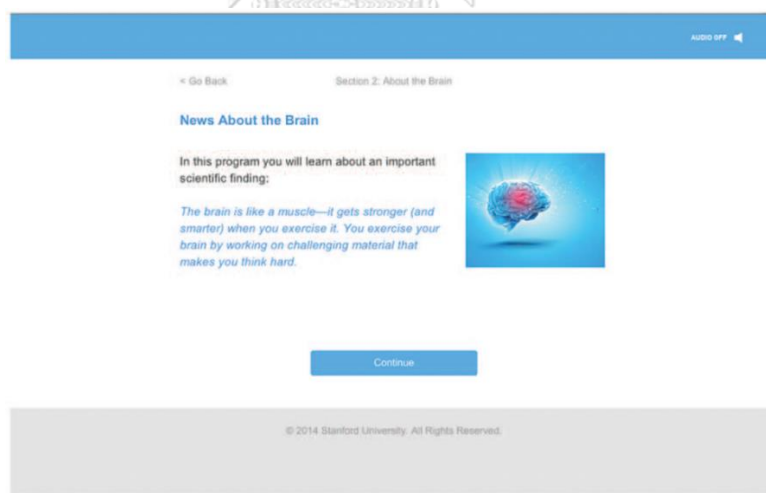 AUDIO OFF
< Go Back
Section 2: About the Brain
News About the Brain
In this program you will learn about an important
scientific finding:
The brain is like a muscle—it gets stronger (and
smarter) when you exercise it. You exercise your
brain by working on challenging material that
makes you think hard.
Continue
© 2014 Stanford University. All Rights Reserved.